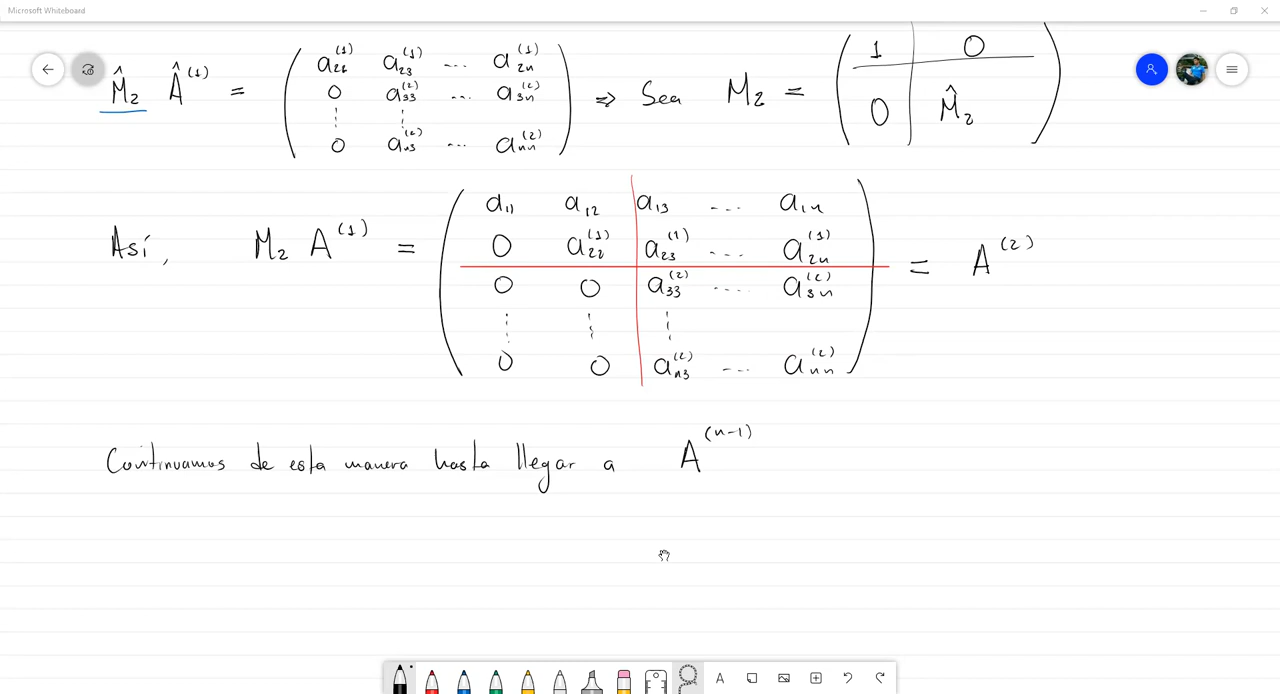 Microsoft Whiteboard
M̂₂ Â⁽¹⁾ = ( a₂₂⁽¹⁾ a₂₃⁽¹⁾ ... a₂ₙ⁽¹⁾ ⇒ Sea M₂ = ( 1 | 0
0 a₃₃⁽²⁾ ... a₃ₙ⁽²⁾
⋮ ⋮
0 aₙ₃⁽²⁾ ... aₙₙ⁽²⁾ ) 0 | M̂₂ )
Así, M₂ A⁽¹⁾ = ( a₁₁ a₁₂ a₁₃ ... a₁ₙ
0 a₂₂⁽¹⁾ a₂₃⁽¹⁾ ... a₂ₙ⁽¹⁾
0 0 a₃₃⁽²⁾ .... a₃ₙ⁽²⁾
⋮ ⋮ ⋮
0 0 aₙ₃⁽²⁾ ... aₙₙ⁽²⁾ ) = A⁽²⁾
Continuamos de esta manera hasta llegar a A⁽ⁿ⁻¹⁾
A